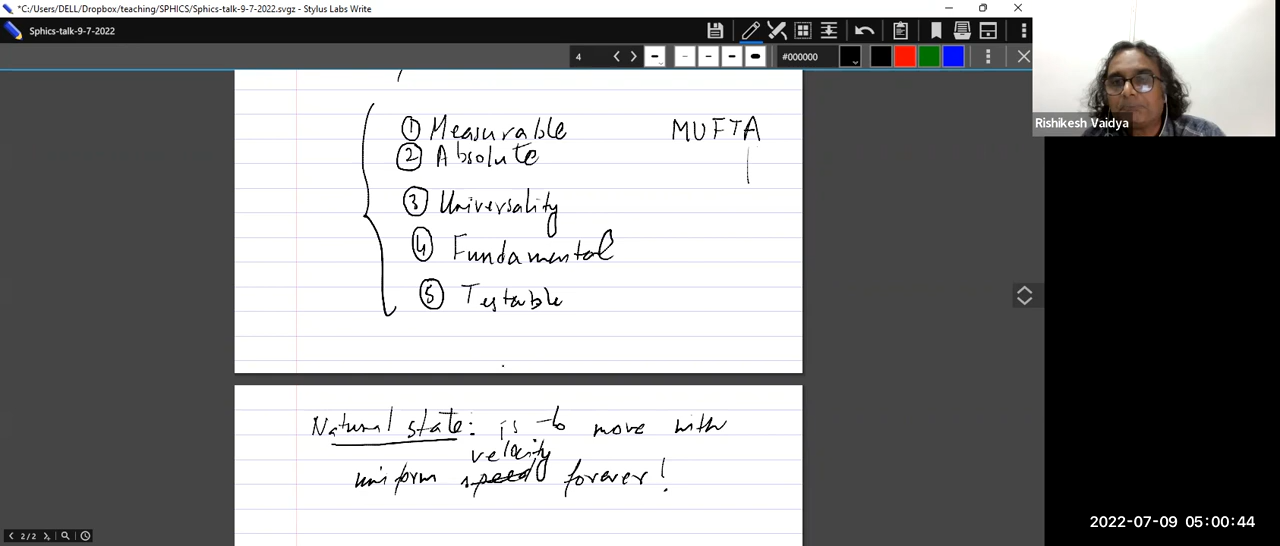 *C:/Users/DELL/Dropbox/teaching/SPHICS/Sphics-talk-9-7-2022.svgz - Stylus Labs Write
Sphics-talk-9-7-2022
4
#000000
Rishikesh Vaidya
① Measurable
MUFTA
② Absolute
③ Universality
④ Fundamental
⑤ Testable
Natural state: is to move with
velocity
uniform speed forever!
2/2
2022-07-09 05:00:44